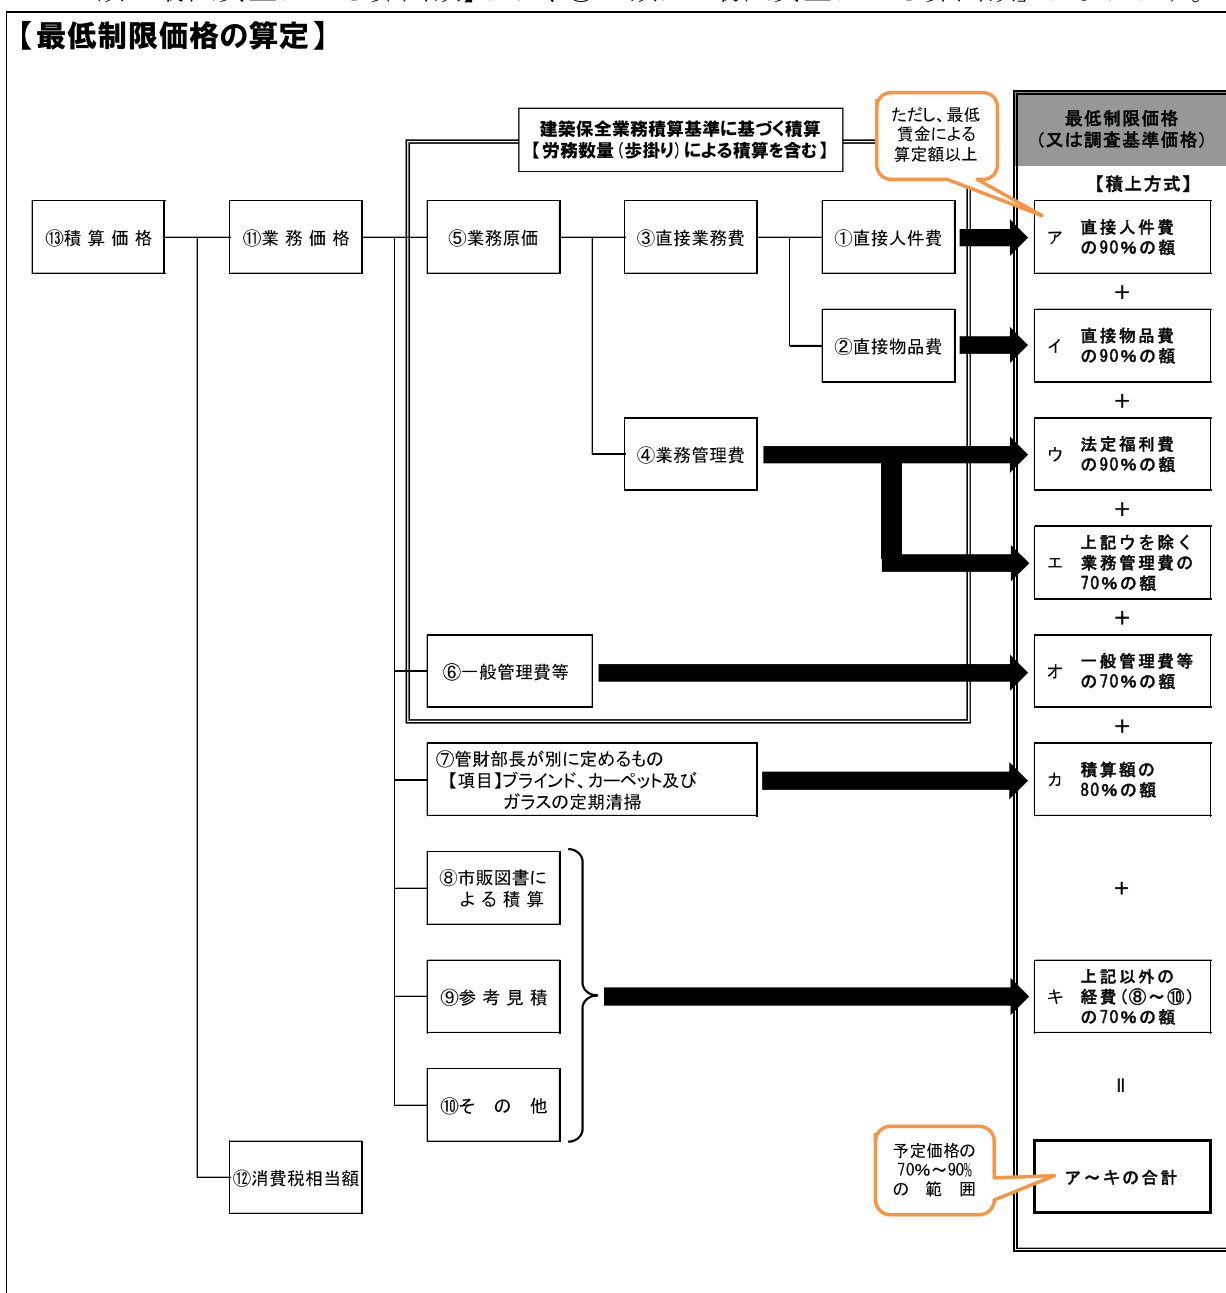 【最低制限価格の算定】
建築保全業務積算基準に基づく積算
【労務数量(歩掛り)による積算を含む】
ただし、最低
賃金による
算定額以上
最低制限価格
(又は調査基準価格)
【積上方式】
⑬積算価格
⑪業務価格
⑤業務原価
③直接業務費
①直接人件費
ア 直接人件費
の90%の額
+
②直接物品費
イ 直接物品費
の90%の額
+
④業務管理費
ウ 法定福利費
の90%の額
+
エ 上記ウを除く
業務管理費の
70%の額
+
⑥一般管理費等
オ 一般管理費等
の70%の額
+
⑦管財部長が別に定めるもの
【項目】ブラインド、カーペット及び
ガラスの定期清掃
カ 積算額の
80%の額
⑧市販図書に
よる積算
+
⑨参考見積
キ 上記以外の
経費(⑧~⑩)
の70%の額
⑩その他
=
⑫消費税相当額
予定価格の
70%~90%
の範囲
ア~キの合計